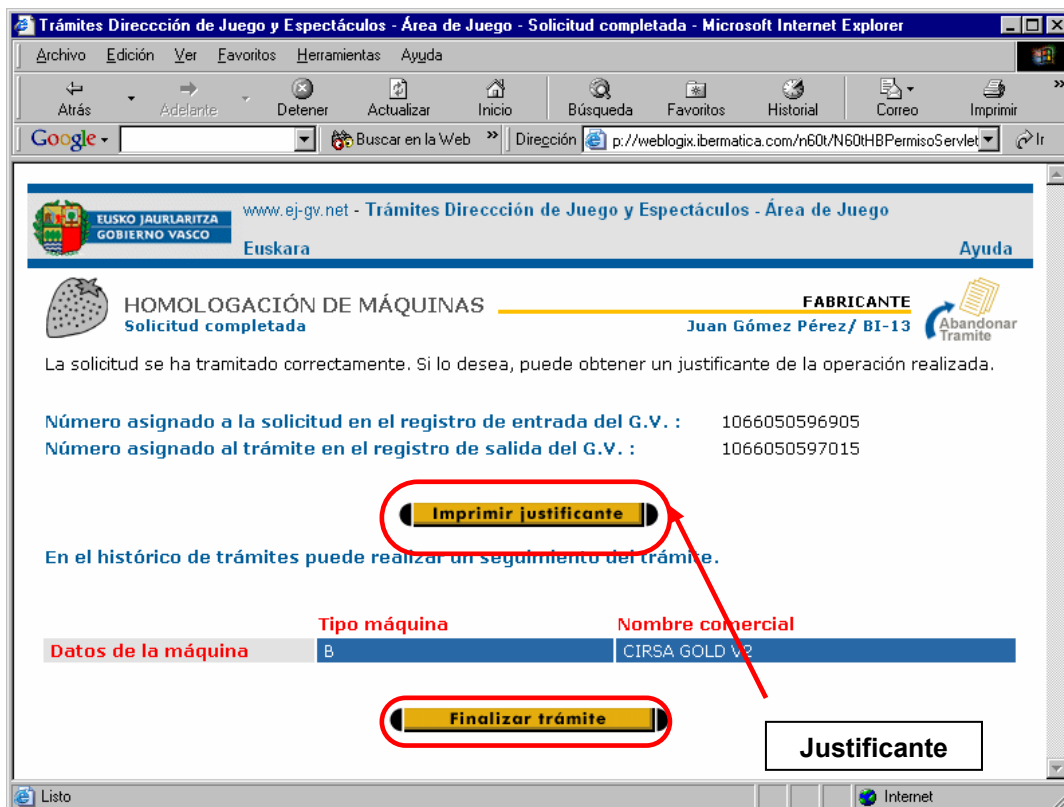 Trámites Direccción de Juego y Espectáculos - Área de Juego - Solicitud completada - Microsoft Internet Explorer
Archivo Edición Ver Favoritos Herramientas Ayuda
Atrás Adelante Detener Actualizar Inicio Búsqueda Favoritos Historial Correo Imprimir »
Google Buscar en la Web » Dirección p://weblogix.ibermatica.com/n60t/N60tHBPermisoServlet Ir
EUSKO JAURLARITZA
GOBIERNO VASCO
www.ej-gv.net - Trámites Direccción de Juego y Espectáculos - Área de Juego
Euskara Ayuda
HOMOLOGACIÓN DE MÁQUINAS FABRICANTE
Solicitud completada Juan Gómez Pérez/ BI-13
Abandonar
Tramite
La solicitud se ha tramitado correctamente. Si lo desea, puede obtener un justificante de la operación realizada.
Número asignado a la solicitud en el registro de entrada del G.V. : 1066050596905
Número asignado al trámite en el registro de salida del G.V. : 1066050597015
Imprimir justificante
En el histórico de trámites puede realizar un seguimiento del trámite.
Tipo máquina Nombre comercial
Datos de la máquina B CIRSA GOLD V2
Finalizar trámite
Justificante
Listo Internet